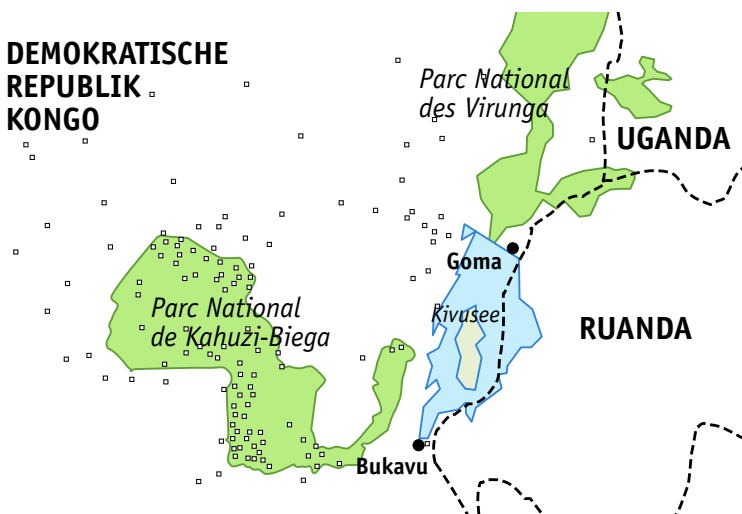 DEMOKRATISCHE
REPUBLIK
KONGO
Parc National
des Virunga
UGANDA
Goma
Parc National
de Kahuzi-Biega
Kivusee
RUANDA
Bukavu